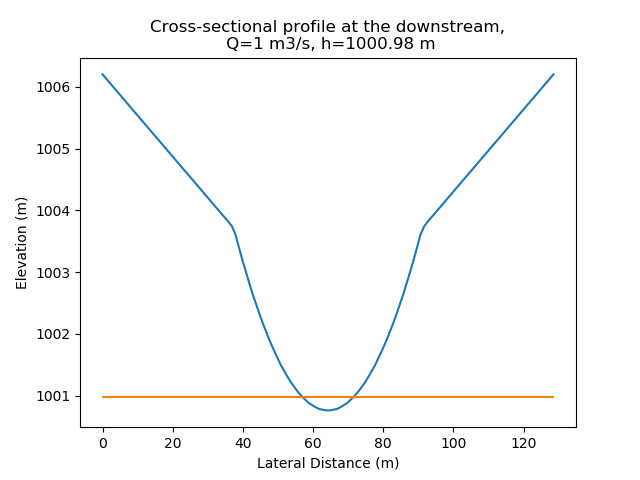 Cross-sectional profile at the downstream,
Q=1 m3/s, h=1000.98 m
1006
1005
1004
1003
1002
1001
Elevation (m)
0 20 40 60 80 100 120
Lateral Distance (m)